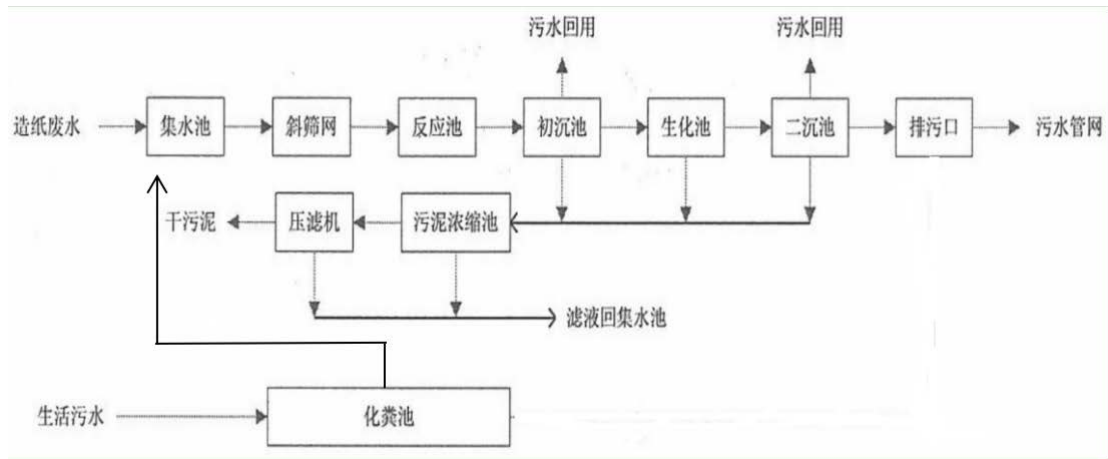 污水回用
污水回用
造纸废水
集水池
斜筛网
反应池
初沉池
生化池
二沉池
排污口
污水管网
干污泥
压滤机
污泥浓缩池
滤液回集水池
生活污水
化粪池